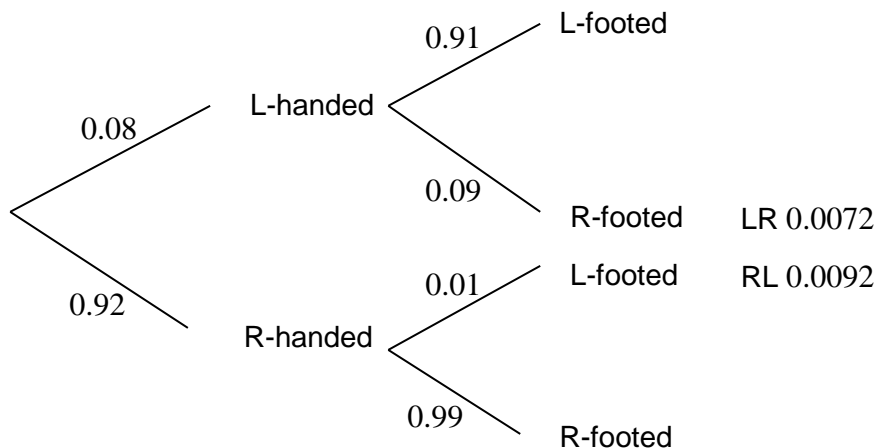 0.91 L-footed
L-handed
0.08
0.09
R-footed LR 0.0072
0.01 L-footed RL 0.0092
0.92
R-handed
0.99
R-footed